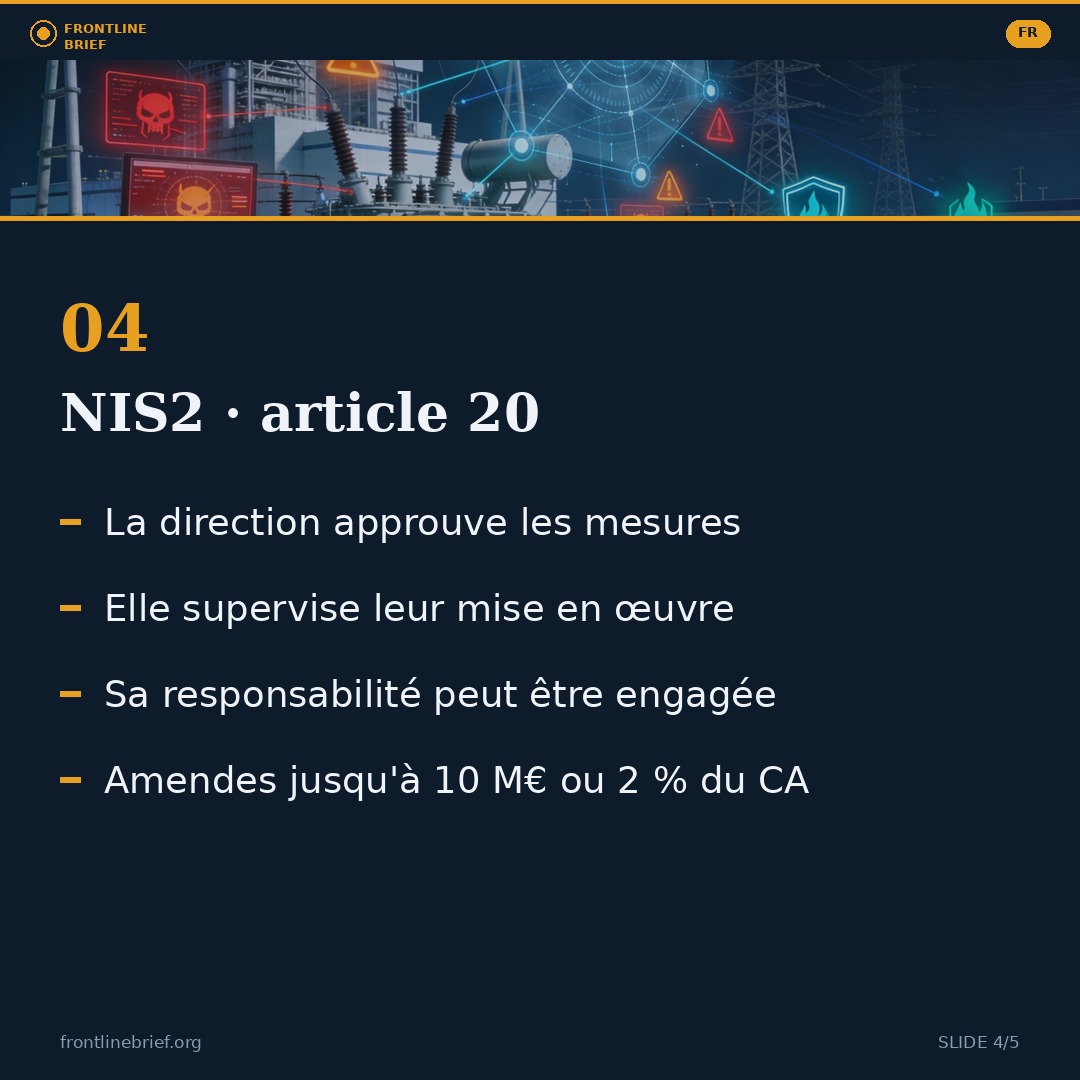 FRONTLINE
BRIEF
FR
04
NIS2 · article 20
La direction approuve les mesures
Elle supervise leur mise en œuvre
Sa responsabilité peut être engagée
Amendes jusqu'à 10 M€ ou 2 % du CA
frontlinebrief.org
SLIDE 4/5